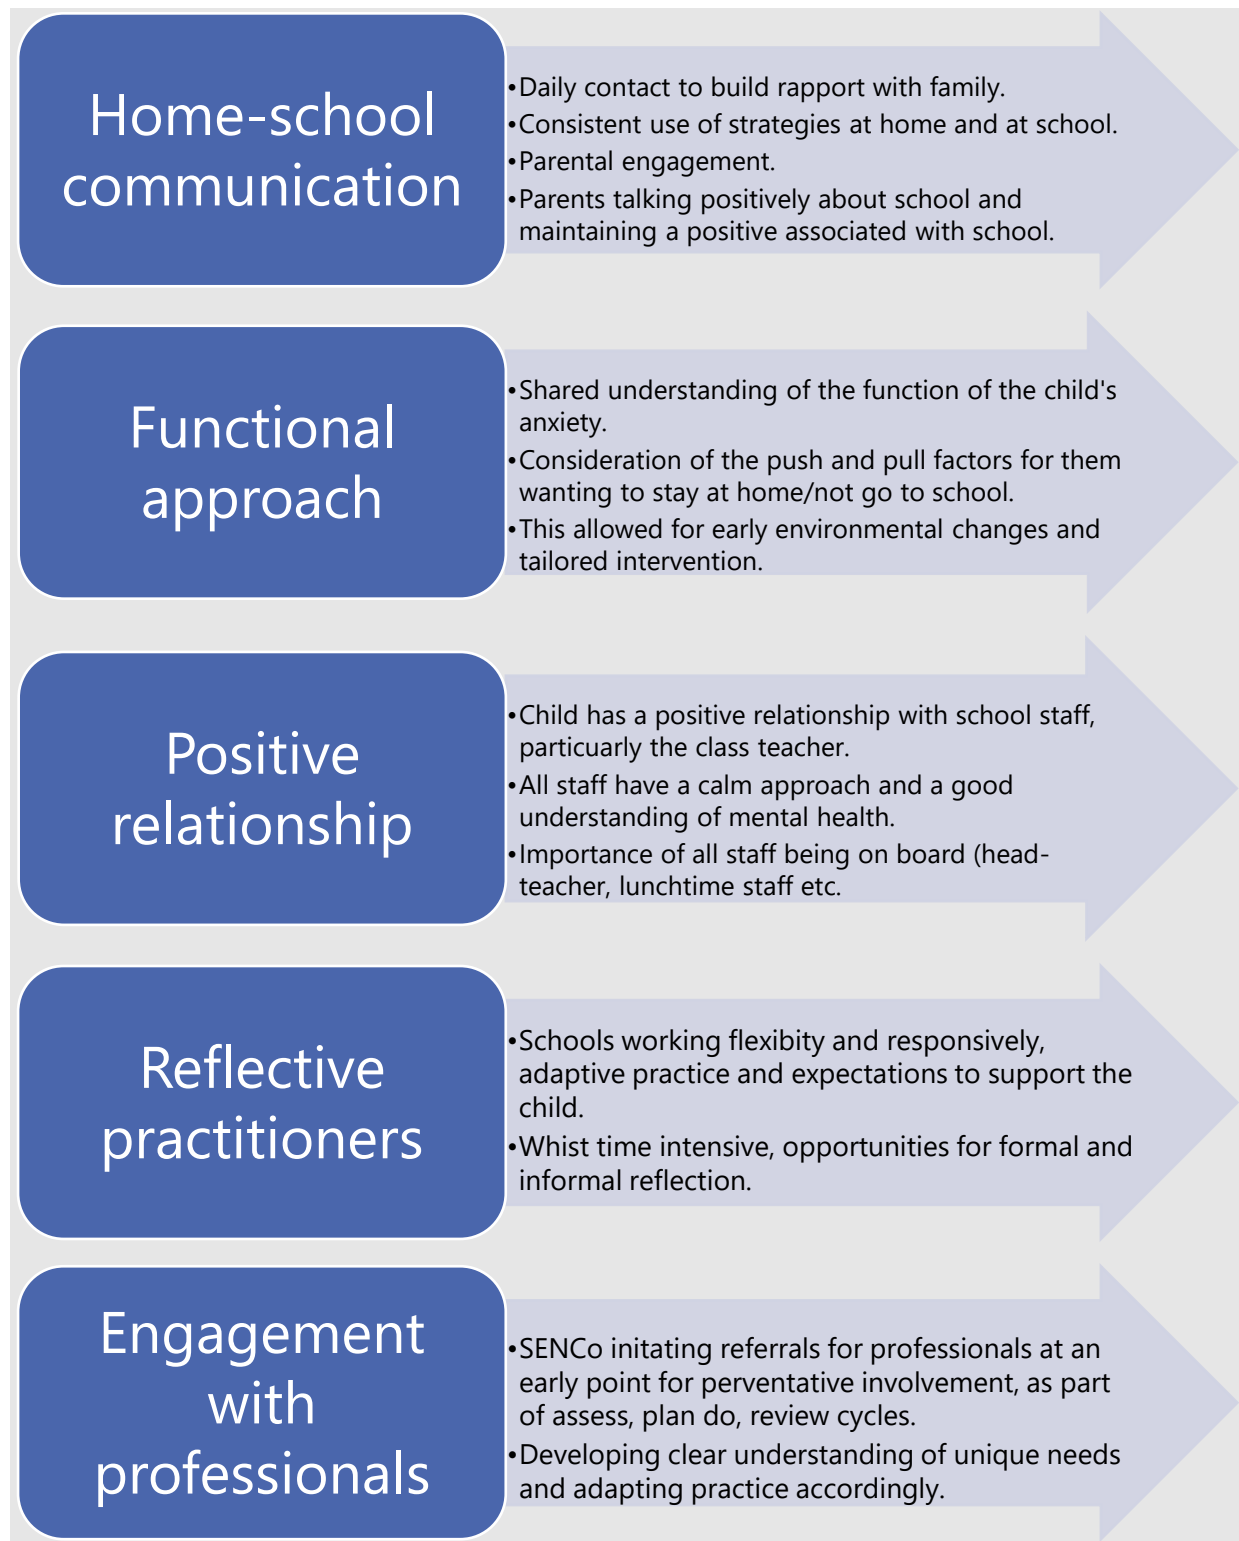 Home-school
communication
•Daily contact to build rapport with family.
•Consistent use of strategies at home and at school.
•Parental engagement.
•Parents talking positively about school and
maintaining a positive associated with school.
Functional
approach
•Shared understanding of the function of the child's
anxiety.
•Consideration of the push and pull factors for them
wanting to stay at home/not go to school.
•This allowed for early environmental changes and
tailored intervention.
Positive
relationship
•Child has a positive relationship with school staff,
particuarly the class teacher.
•All staff have a calm approach and a good
understanding of mental health.
•Importance of all staff being on board (head-
teacher, lunchtime staff etc.
Reflective
practitioners
•Schools working flexibity and responsively,
adaptive practice and expectations to support the
child.
•Whist time intensive, opportunities for formal and
informal reflection.
Engagement
with
professionals
•SENCo initating referrals for professionals at an
early point for perventative involvement, as part
of assess, plan do, review cycles.
•Developing clear understanding of unique needs
and adapting practice accordingly.